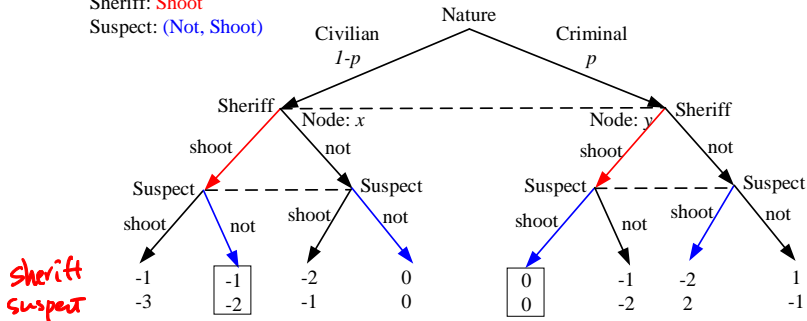 Sheriff: Shoot
Suspect: (Not, Shoot)
Nature
Civilian Criminal
1-p p
Sheriff Sheriff
Node: x Node: y
shoot not shoot not
Suspect Suspect Suspect Suspect
shoot not shoot not shoot not shoot not
sheriff -1 -1 -2 0 0 -1 -2 1
suspect -3 -2 -1 0 0 -2 2 -1